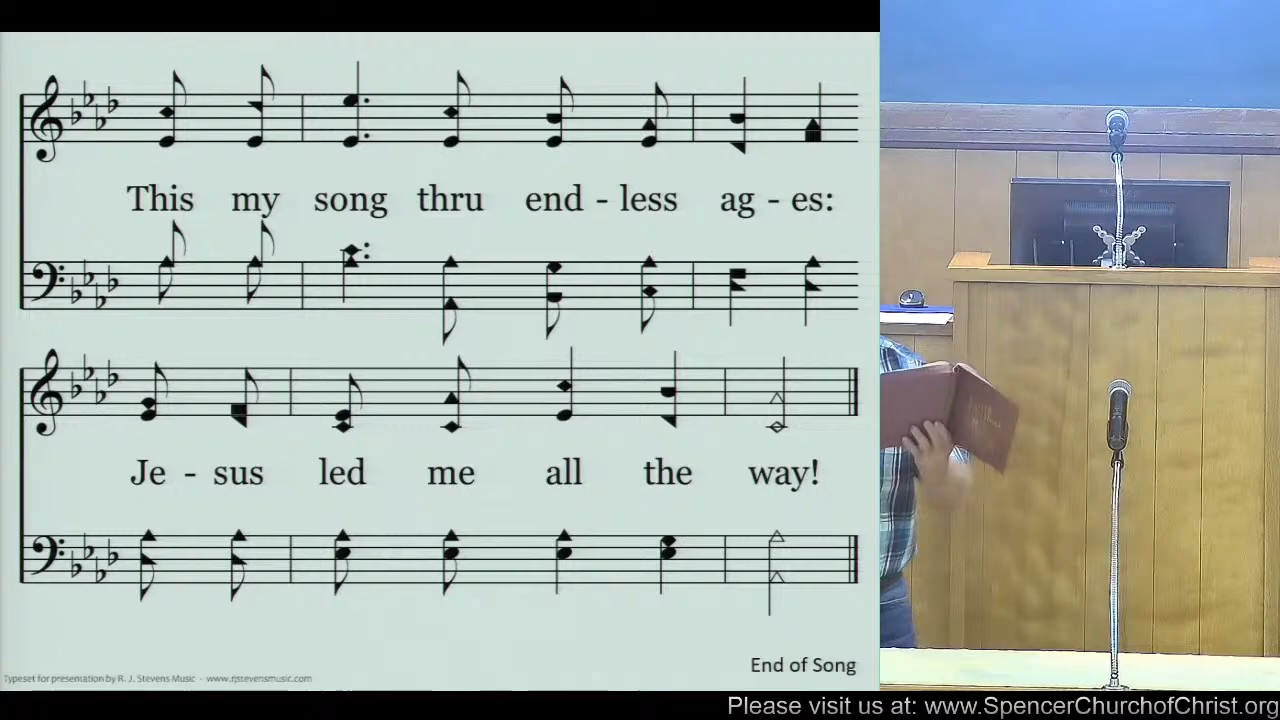 This my song thru end - less ag - es:
Je - sus led me all the way!
End of Song
Typeset for presentation by R. J. Stevens Music - www.rjstevensmusic.com
Please visit us at: www.SpencerChurchofChrist.org